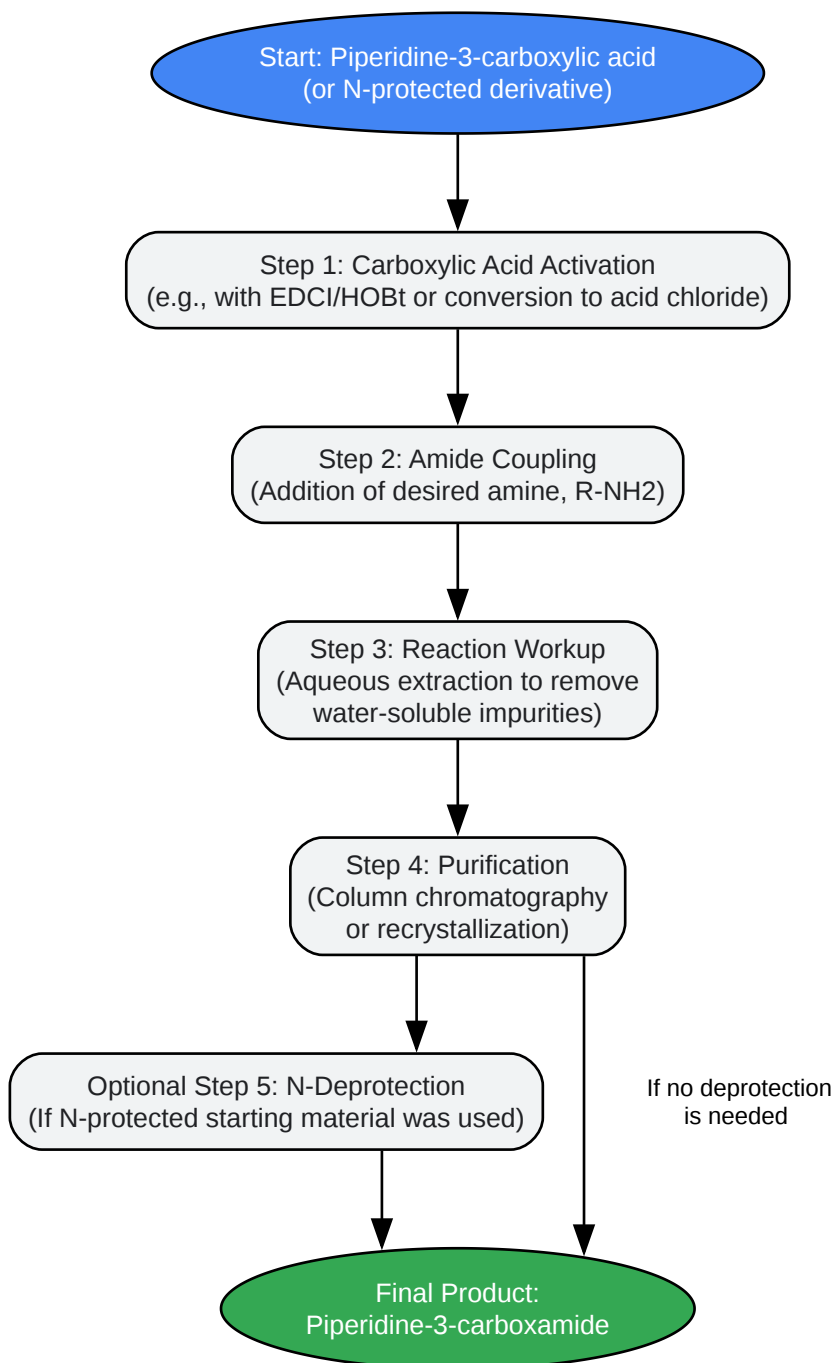 Start: Piperidine-3-carboxylic acid
(or N-protected derivative)
Step 1: Carboxylic Acid Activation
(e.g., with EDCI/HOBt or conversion to acid chloride)
Step 2: Amide Coupling
(Addition of desired amine, R-NH2)
Step 3: Reaction Workup
(Aqueous extraction to remove
water-soluble impurities)
Step 4: Purification
(Column chromatography
or recrystallization)
Optional Step 5: N-Deprotection
(If N-protected starting material was used)
If no deprotection
is needed
Final Product:
Piperidine-3-carboxamide